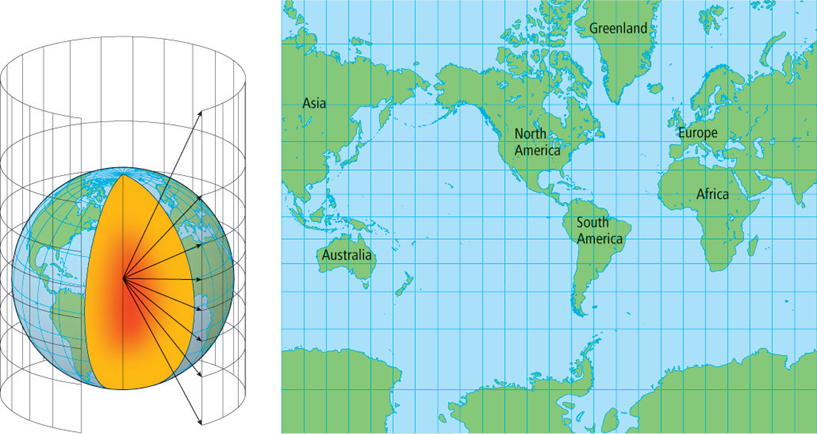 Greenland
Asia
North
America
Europe
Africa
South
America
Australia